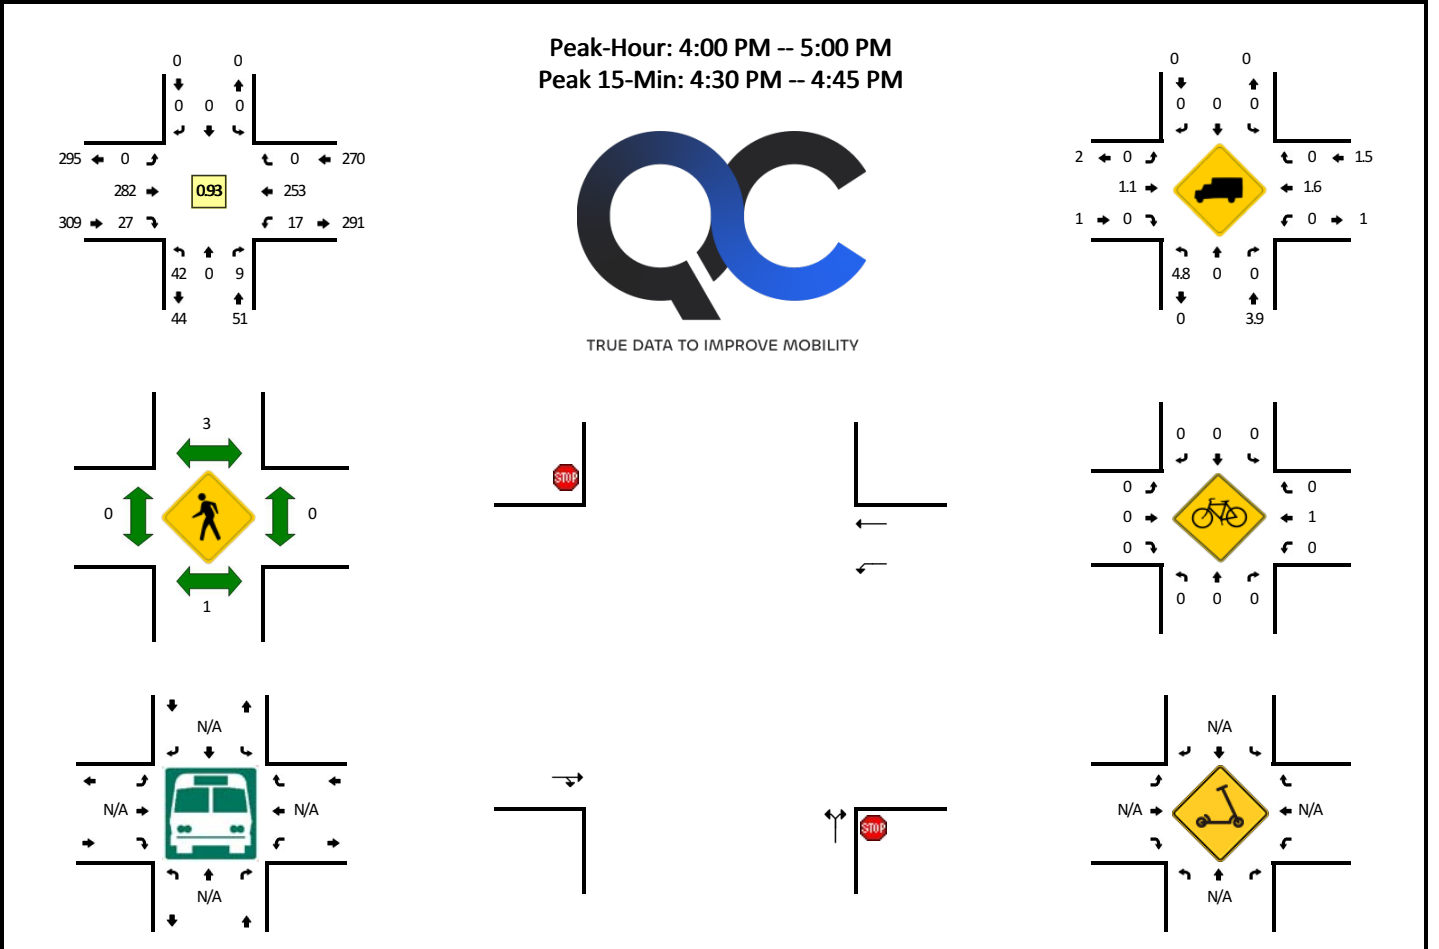 Peak-Hour: 4:00 PM -- 5:00 PM
Peak 15-Min: 4:30 PM -- 4:45 PM
0 0
0 0 0
295 0 0 270
282 0.93 253
309 27 17 291
42 0 9
44 51
QC
TRUE DATA TO IMPROVE MOBILITY
0 0
0 0 0
2 0 0 1.5
1.1 1.6
1 0 0 1
4.8 0 0
0 3.9
3
0 0
1
STOP
STOP
0 0 0
0 0
0 1
0 0
0 0 0
N/A
N/A N/A
N/A
N/A
N/A N/A
N/A